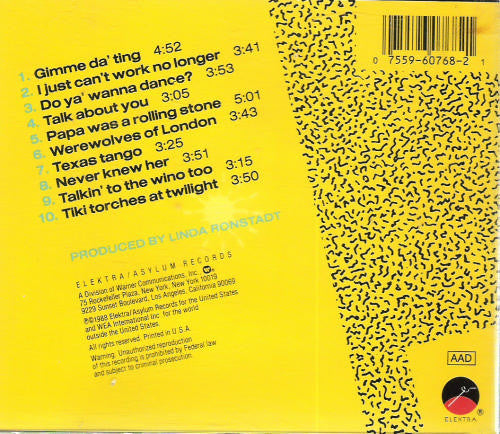 1. Gimme da' ting 4:52
2. I just can't work no longer 3:41
3. Do ya' wanna dance? 3:53
4. Talk about you 3:05
5. Papa was a rolling stone 5:01
6. Werewolves of London 3:43
7. Texas tango 3:25
8. Never knew her 3:51
9. Talkin' to the wino too 3:15
10. Tiki torches at twilight 3:50
PRODUCED BY LINDA RONSTADT
ELEKTRA/ASYLUM RECORDS
A Division of Warner Communications, Inc.
75 Rockefeller Plaza, New York, New York 10019
9229 Sunset Boulevard, Los Angeles, California 90069
℗©1988 Elektra/Asylum Records for the United States
and WEA International Inc. for the world
outside the United States.
All rights reserved. Printed in U.S.A.
Warning: Unauthorized reproduction
of this recording is prohibited by Federal law
and subject to criminal prosecution.
0 7559-60768-2 1
AAD
ELEKTRA ®